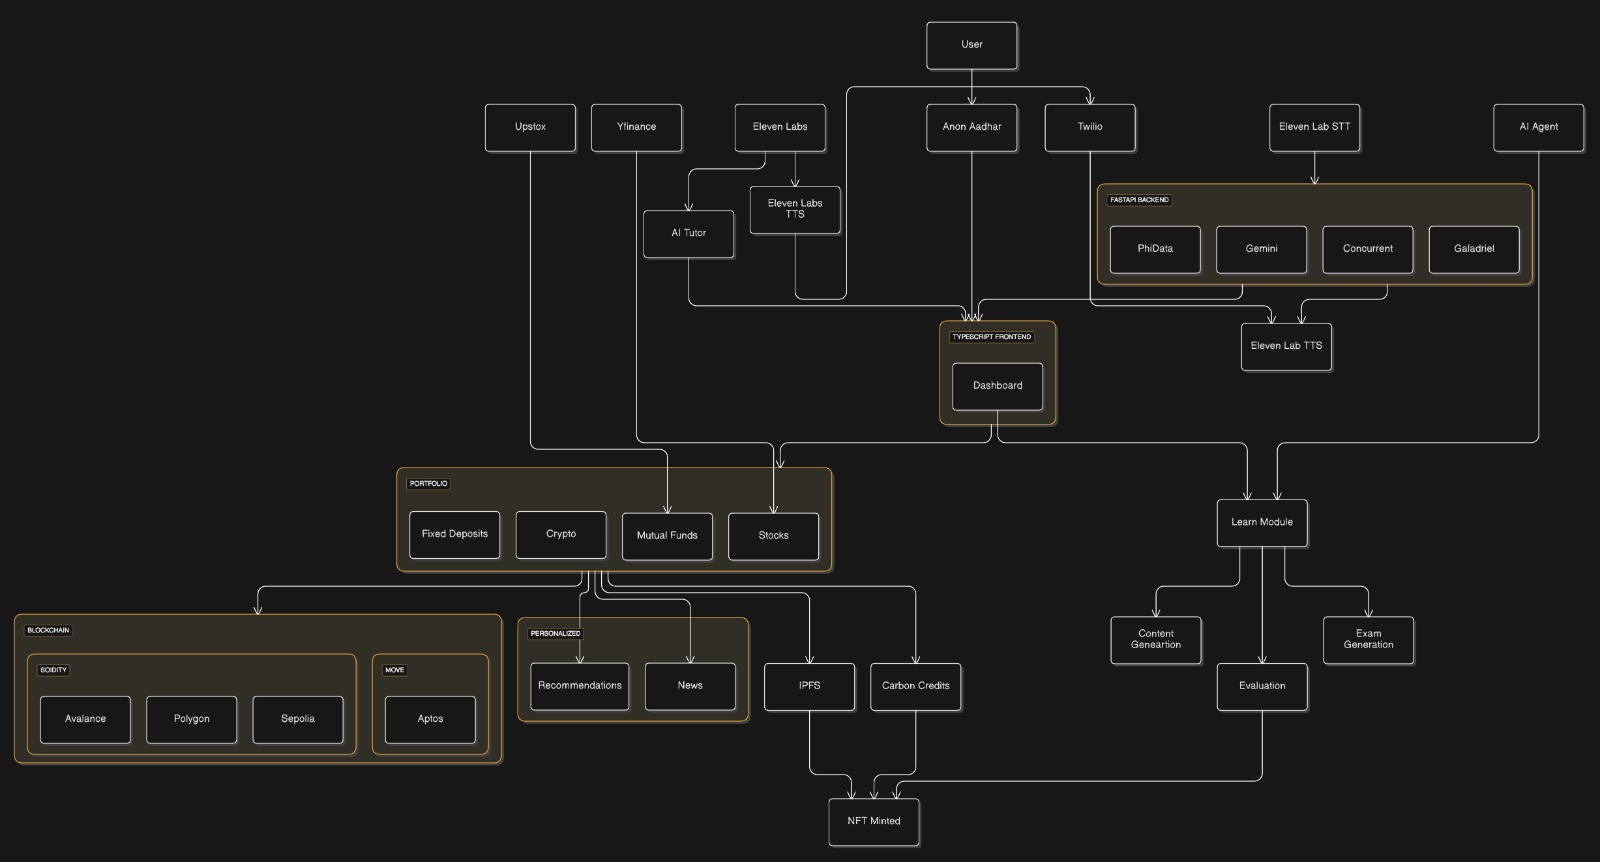 User
Upstox
Yfinance
Eleven Labs
Anon Aadhar
Twilio
Eleven Lab STT
AI Agent
Eleven Labs
TTS
AI Tutor
FASTAPI BACKEND
PhiData
Gemini
Concurrent
Galadriel
TYPESCRIPT FRONTEND
Dashboard
Eleven Lab TTS
PORTFOLIO
Fixed Deposits
Crypto
Mutual Funds
Stocks
Learn Module
BLOCKCHAIN
SOIDITY
Avalance
Polygon
Sepolia
MOVE
Aptos
PERSONALIZED
Recommendations
News
IPFS
Carbon Credits
Content
Geneartion
Evaluation
Exam
Generation
NFT Minted